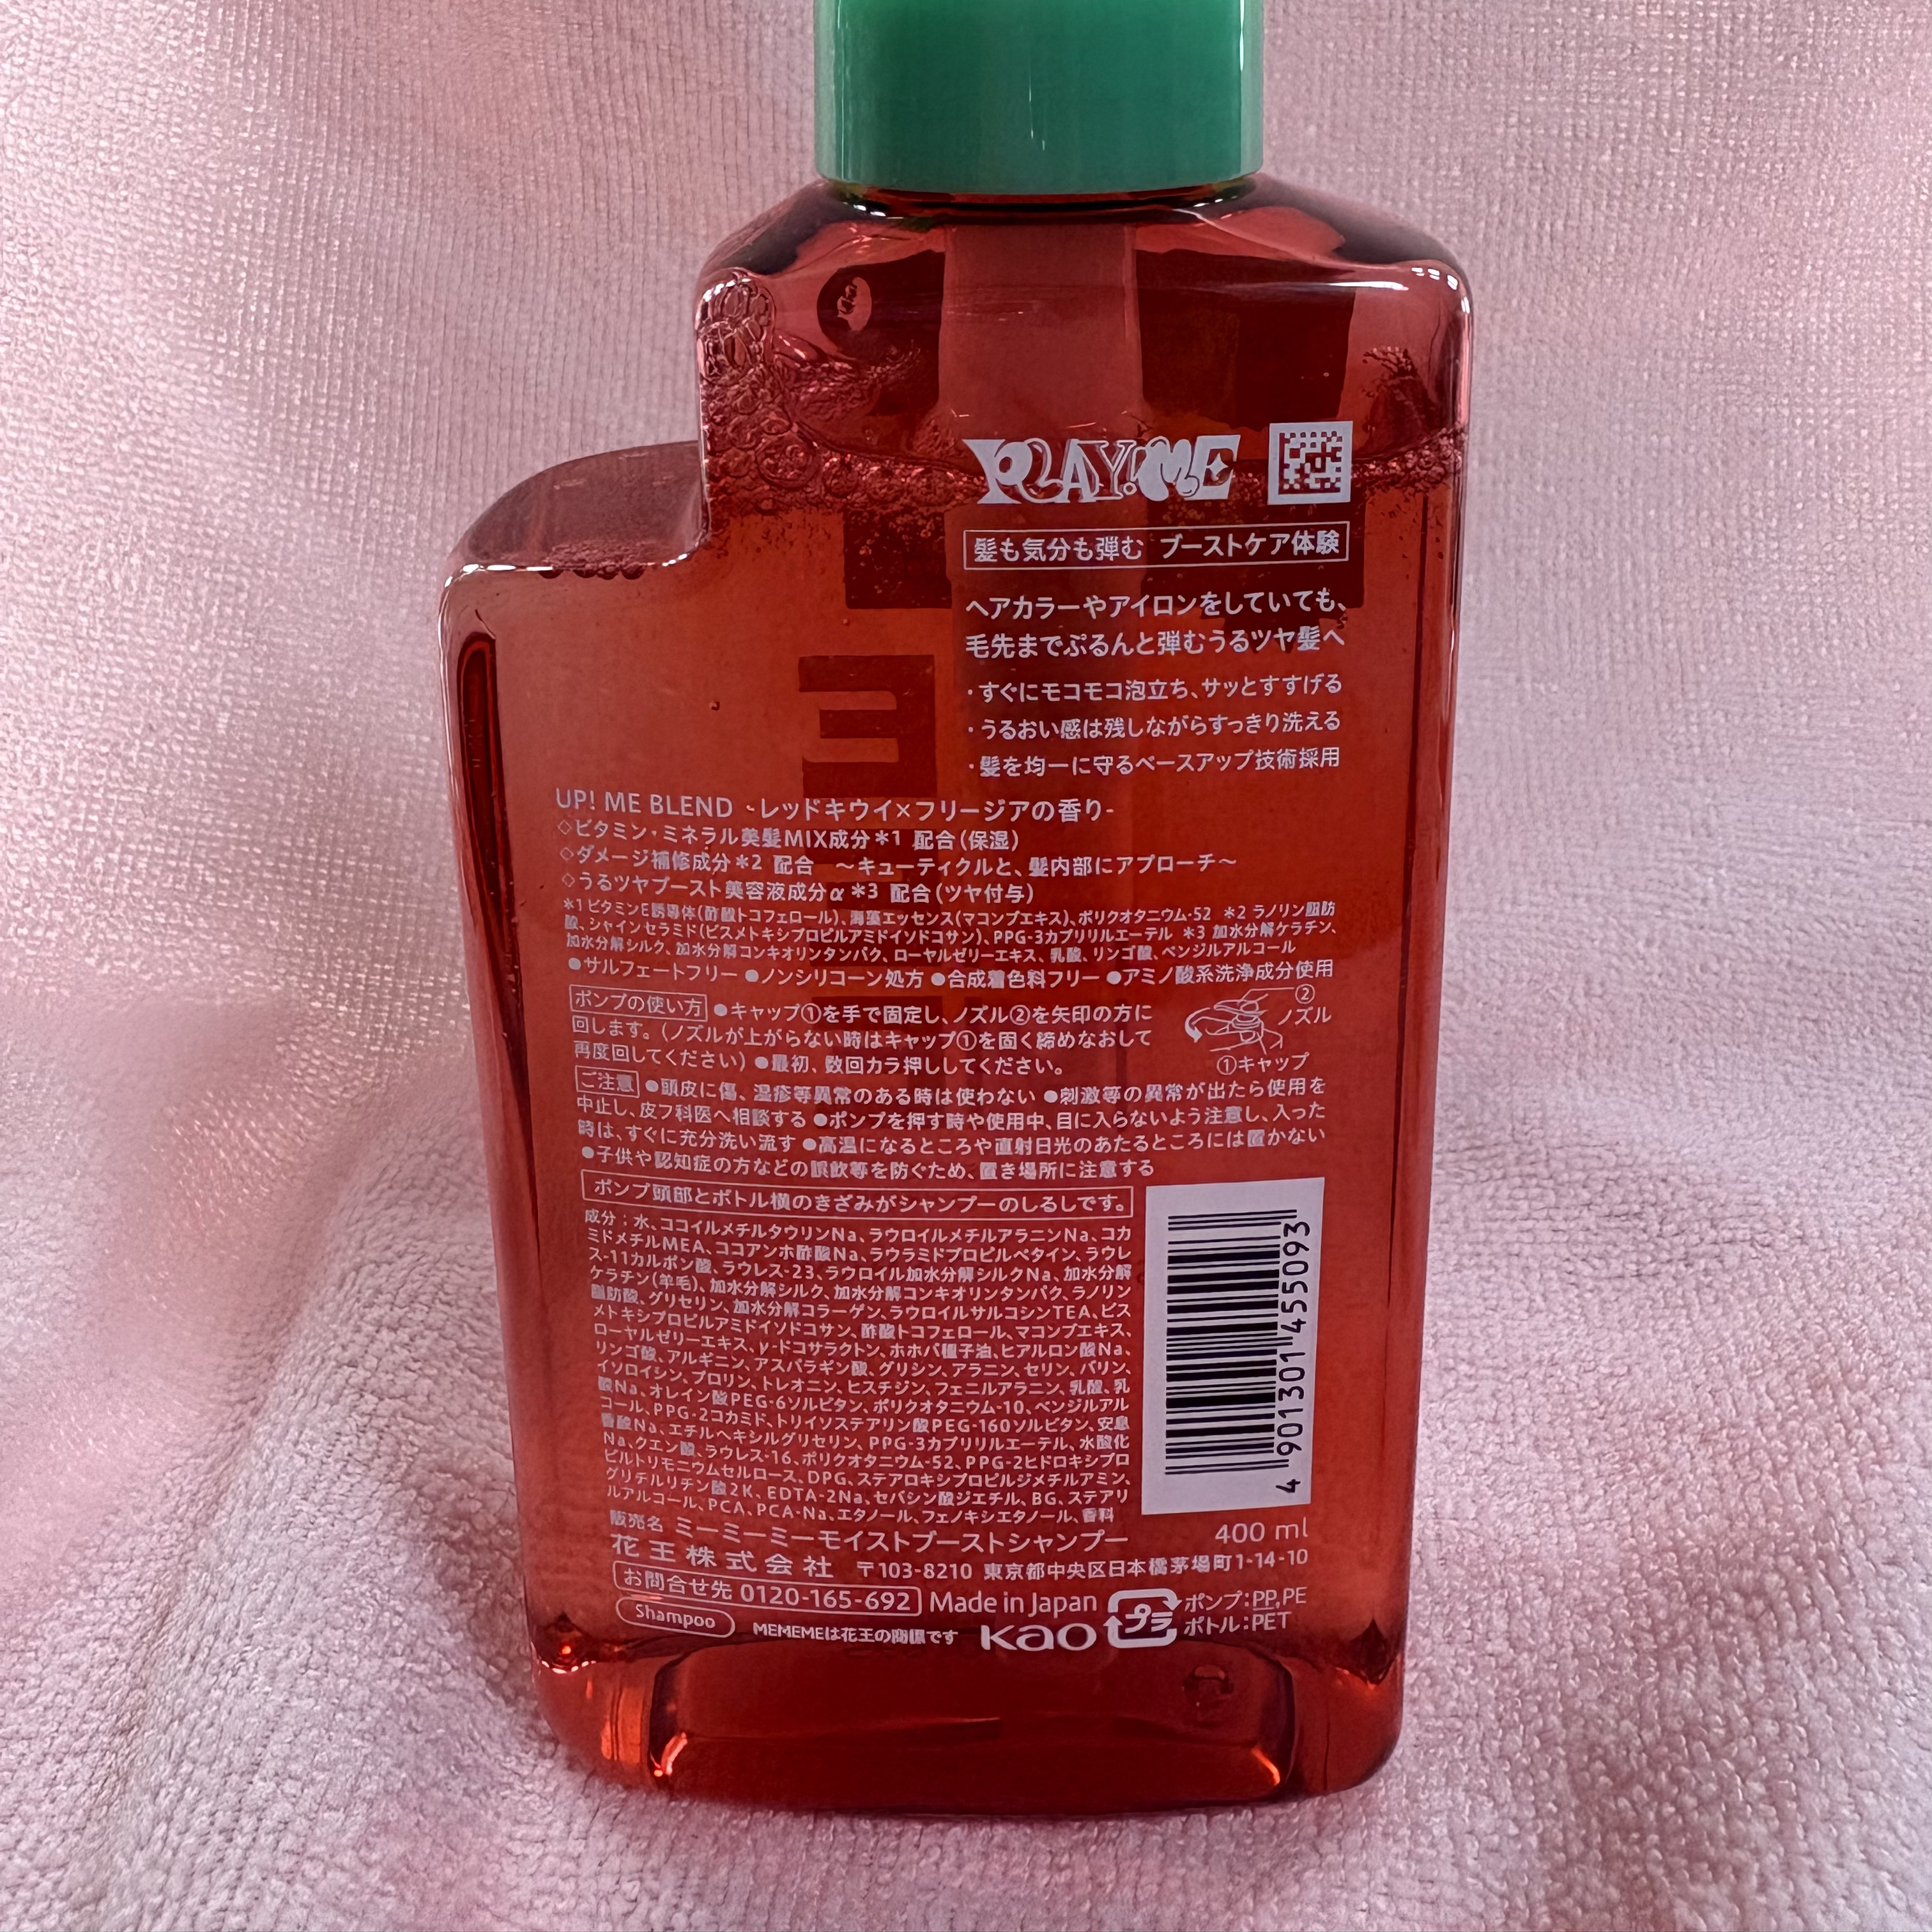 PLAY! ME
髪も気分も弾む ブーストケア体験
ヘアカラーやアイロンをしていても、
毛先までぷるんと弾むうるツヤ髪へ
・すぐにモコモコ泡立ち、サッとすすげる
・うるおい感は残しながらすっきり洗える
・髪を均一に守るベースアップ技術採用
UP! ME BLEND -レッドキウイ×フリージアの香り-
◇ビタミン・ミネラル美髪MIX成分*1 配合(保湿)
◇ダメージ補修成分*2 配合 ～キューティクルと、髪内部にアプローチ～
◇うるツヤブースト美容液成分α*3 配合(ツヤ付与)
*1 ビタミンE誘導体(酢酸トコフェロール)、海藻エッセンス(マコンブエキス)、ポリクオタニウム-52 *2 ラノリン脂肪
酸、シャインセラミド(ビスメトキシプロピルアミドイソドコサン)、PPG-3カプリリルエーテル *3 加水分解ケラチン、
加水分解シルク、加水分解コンキオリンタンパク、ローヤルゼリーエキス、乳酸、リンゴ酸、ベンジルアルコール
●サルフェートフリー ●ノンシリコーン処方 ●合成着色料フリー ●アミノ酸系洗浄成分使用
ポンプの使い方 ●キャップ①を手で固定し、ノズル②を矢印の方に
回します。(ノズルが上がらない時はキャップ①を固く締めなおして
再度回してください) ●最初、数回カラ押ししてください。
②
ノズル
①キャップ
ご注意 ●頭皮に傷、湿疹等異常のある時は使わない ●刺激等の異常が出たら使用を
中止し、皮フ科医へ相談する ●ポンプを押す時や使用中、目に入らないよう注意し、入った
時は、すぐに充分洗い流す ●高温になるところや直射日光のあたるところには置かない
●子供や認知症の方などの誤飲等を防ぐため、置き場所に注意する
ポンプ頭部とボトル横のきざみがシャンプーのしるしです。
成分：水、ココイルメチルタウリンNa、ラウロイルメチルアラニンNa、コカ
ミドメチルMEA、ココアンホ酢酸Na、ラウラミドプロピルベタイン、ラウレ
ス-11カルボン酸、ラウレス-23、ラウロイル加水分解シルクNa、加水分解
ケラチン(羊毛)、加水分解シルク、加水分解コンキオリンタンパク、ラノリン
脂肪酸、グリセリン、加水分解コラーゲン、ラウロイルサルコシンTEA、ビス
メトキシプロピルアミドイソドコサン、酢酸トコフェロール、マコンブエキス、
ローヤルゼリーエキス、γ-ドコサラクトン、ホホバ種子油、ヒアルロン酸Na、
リンゴ酸、アルギニン、アスパラギン酸、グリシン、アラニン、セリン、バリン、
イソロイシン、プロリン、トレオニン、ヒスチジン、フェニルアラニン、乳酸、乳
酸Na、オレイン酸PEG-6ソルビタン、ポリクオタニウム-10、ベンジルアル
コール、PPG-2コカミド、トリイソステアリン酸PEG-160ソルビタン、安息
香酸Na、エチルヘキシルグリセリン、PPG-3カプリリルエーテル、水酸化
Na、クエン酸、ラウレス-16、ポリクオタニウム-52、PPG-2ヒドロキシプロ
ピルトリモニウムセルロース、DPG、ステアロキシプロピルジメチルアミン、
グリチルリチン酸2K、EDTA-2Na、セバシン酸ジエチル、BG、ステアリ
ルアルコール、PCA、PCA-Na、エタノール、フェノキシエタノール、香料
4 901301 455093
販売名 ミーミーミーモイストブーストシャンプー 400 ml
花王株式会社 〒103-8210 東京都中央区日本橋茅場町1-14-10
お問合せ先 0120-165-692 Made in Japan プラ ポンプ:PP,PE
ボトル:PET
Shampoo MEMEMEは花王の商標です Kao